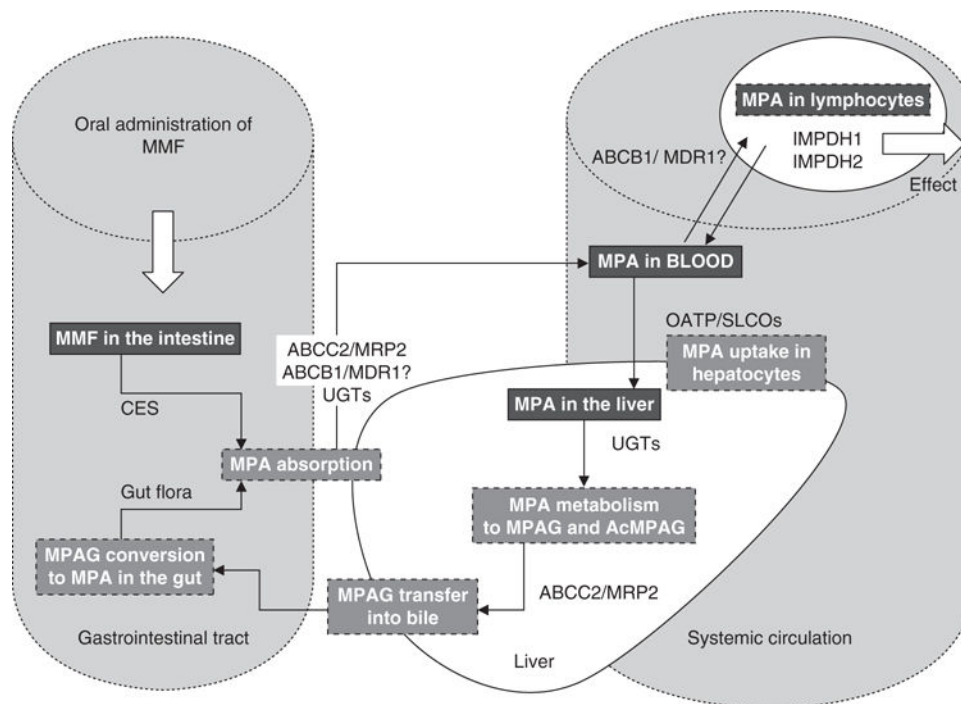 Oral administration of
MMF
MPA in lymphocytes
IMPDH1
IMPDH2
ABCB1/ MDR1?
Effect
MPA in BLOOD
MMF in the intestine
OATP/SLCOs
ABCC2/MRP2
ABCB1/MDR1?
UGTs
MPA uptake in
hepatocytes
CES
MPA in the liver
UGTs
MPA absorption
Gut flora
MPA metabolism
to MPAG and AcMPAG
MPAG conversion
to MPA in the gut
MPAG transfer
into bile
ABCC2/MRP2
Gastrointestinal tract
Liver
Systemic circulation